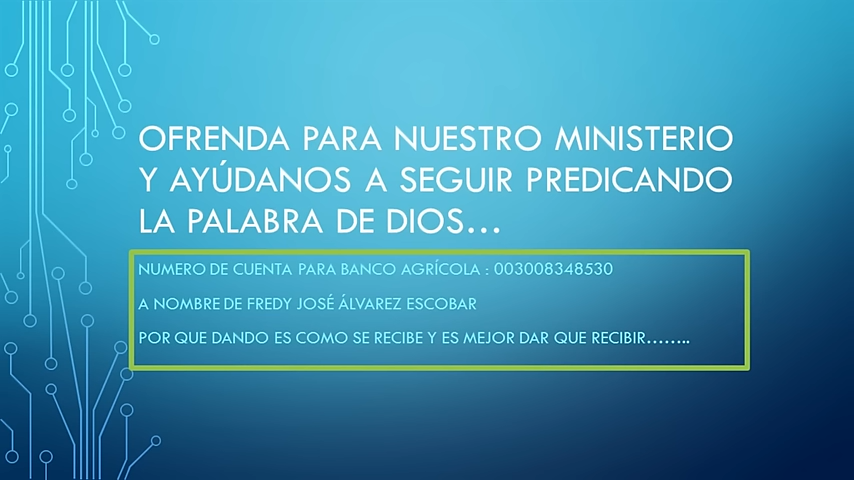 OFRENDA PARA NUESTRO MINISTERIO
Y AYÚDANOS A SEGUIR PREDICANDO
LA PALABRA DE DIOS...
NUMERO DE CUENTA PARA BANCO AGRÍCOLA : 003008348530
A NOMBRE DE FREDY JOSÉ ÁLVAREZ ESCOBAR
POR QUE DANDO ES COMO SE RECIBE Y ES MEJOR DAR QUE RECIBIR........